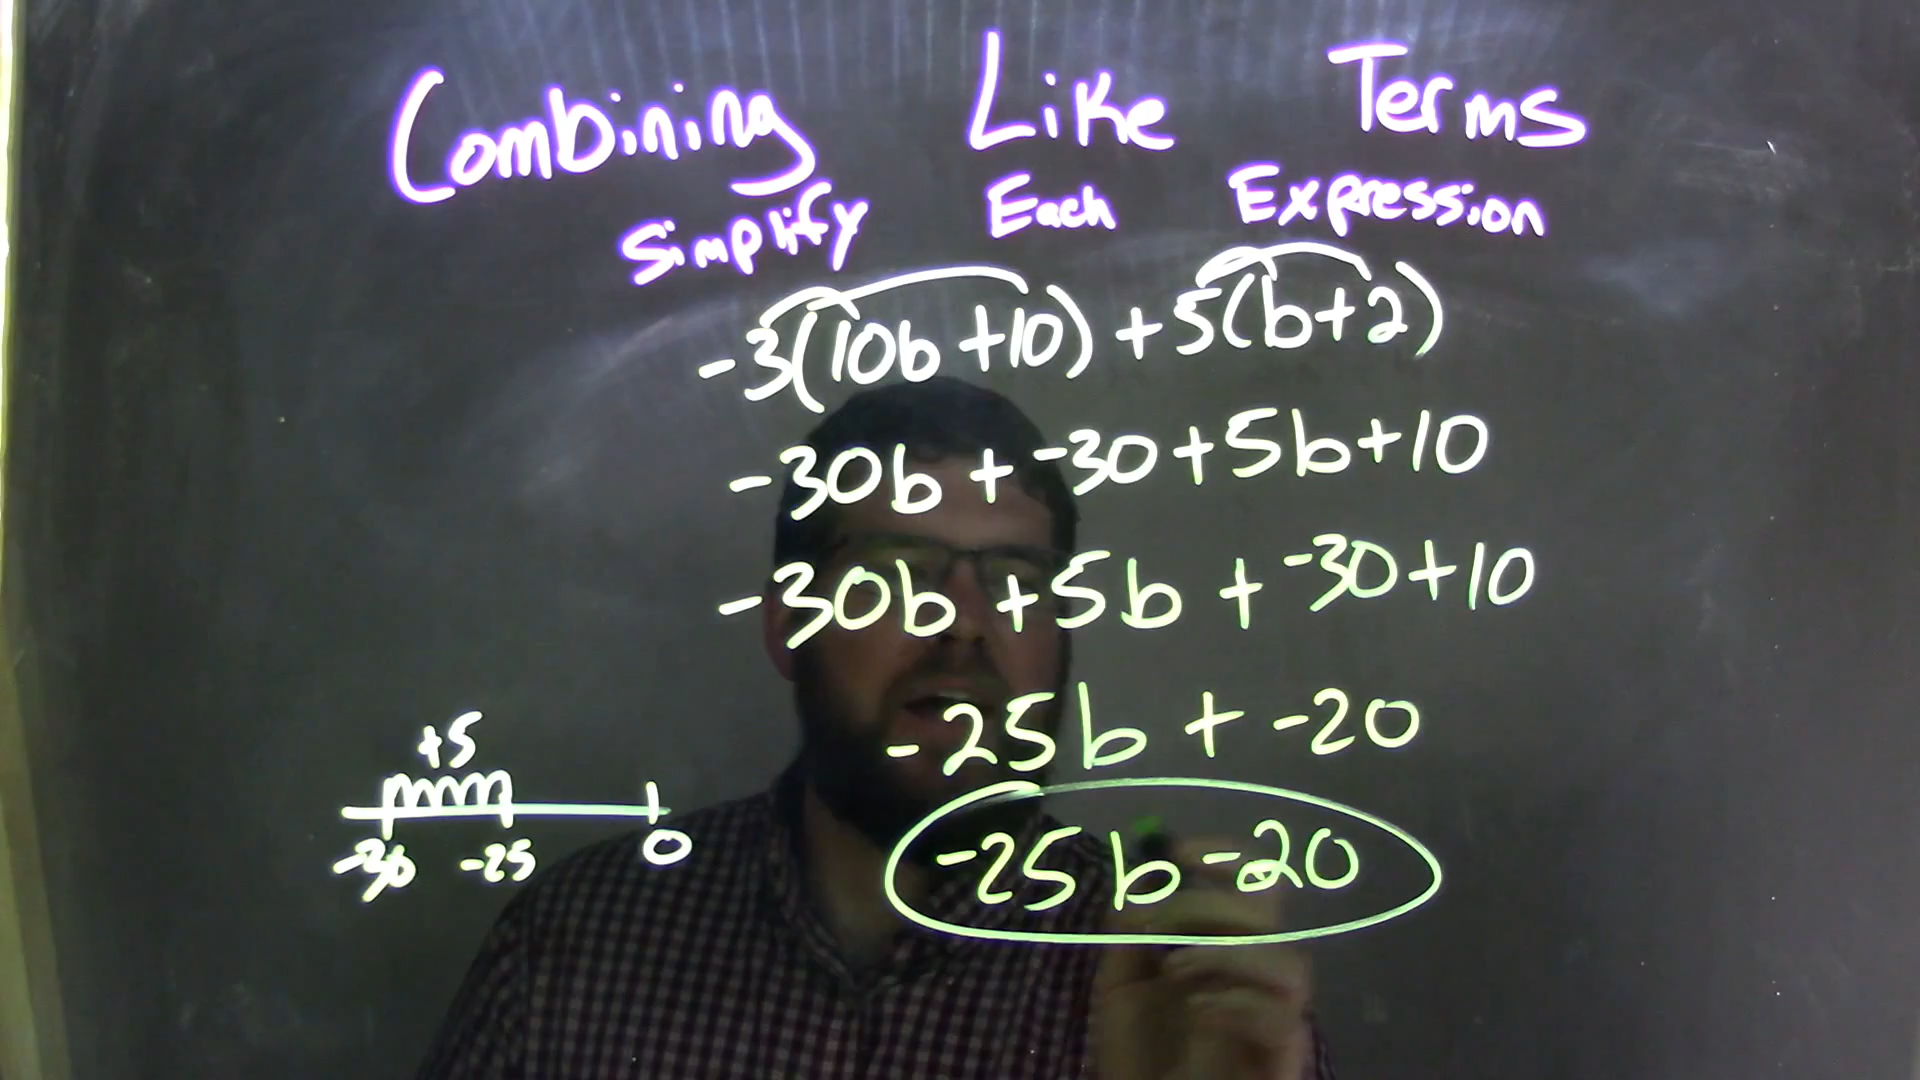 Combining Like Terms
Simplify Each Expression
-3(10b+10)+5(b+2)
-30b+-30+5b+10
-30b+5b+-30+10
-25b+-20
-25b-20
+5
-30 -25 0